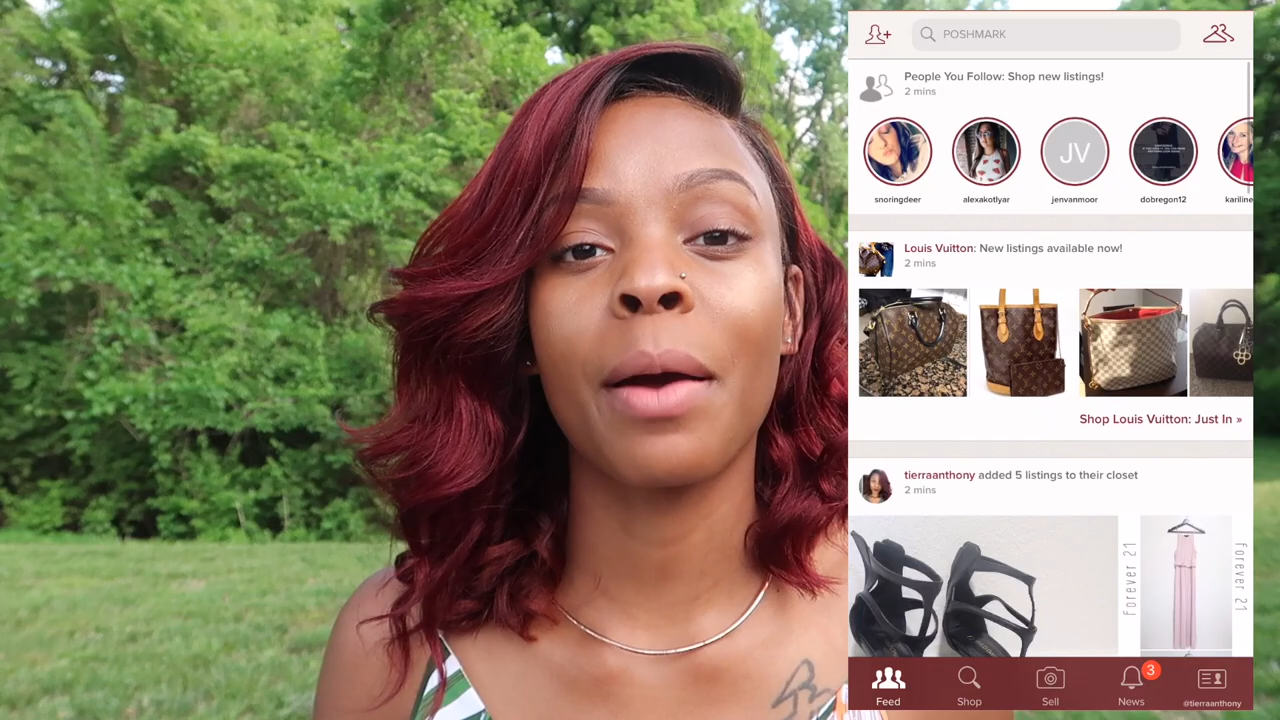 POSHMARK
People You Follow: Shop new listings!
2 mins
JV
snoringdeer
alexakotlyar
jenvanmoor
dobregon12
kariline
Louis Vuitton: New listings available now!
2 mins
Shop Louis Vuitton: Just In »
tierraanthony added 5 listings to their closet
2 mins
Forever 21
Forever 21
3
Feed
Shop
Sell
News
@tierraanthony